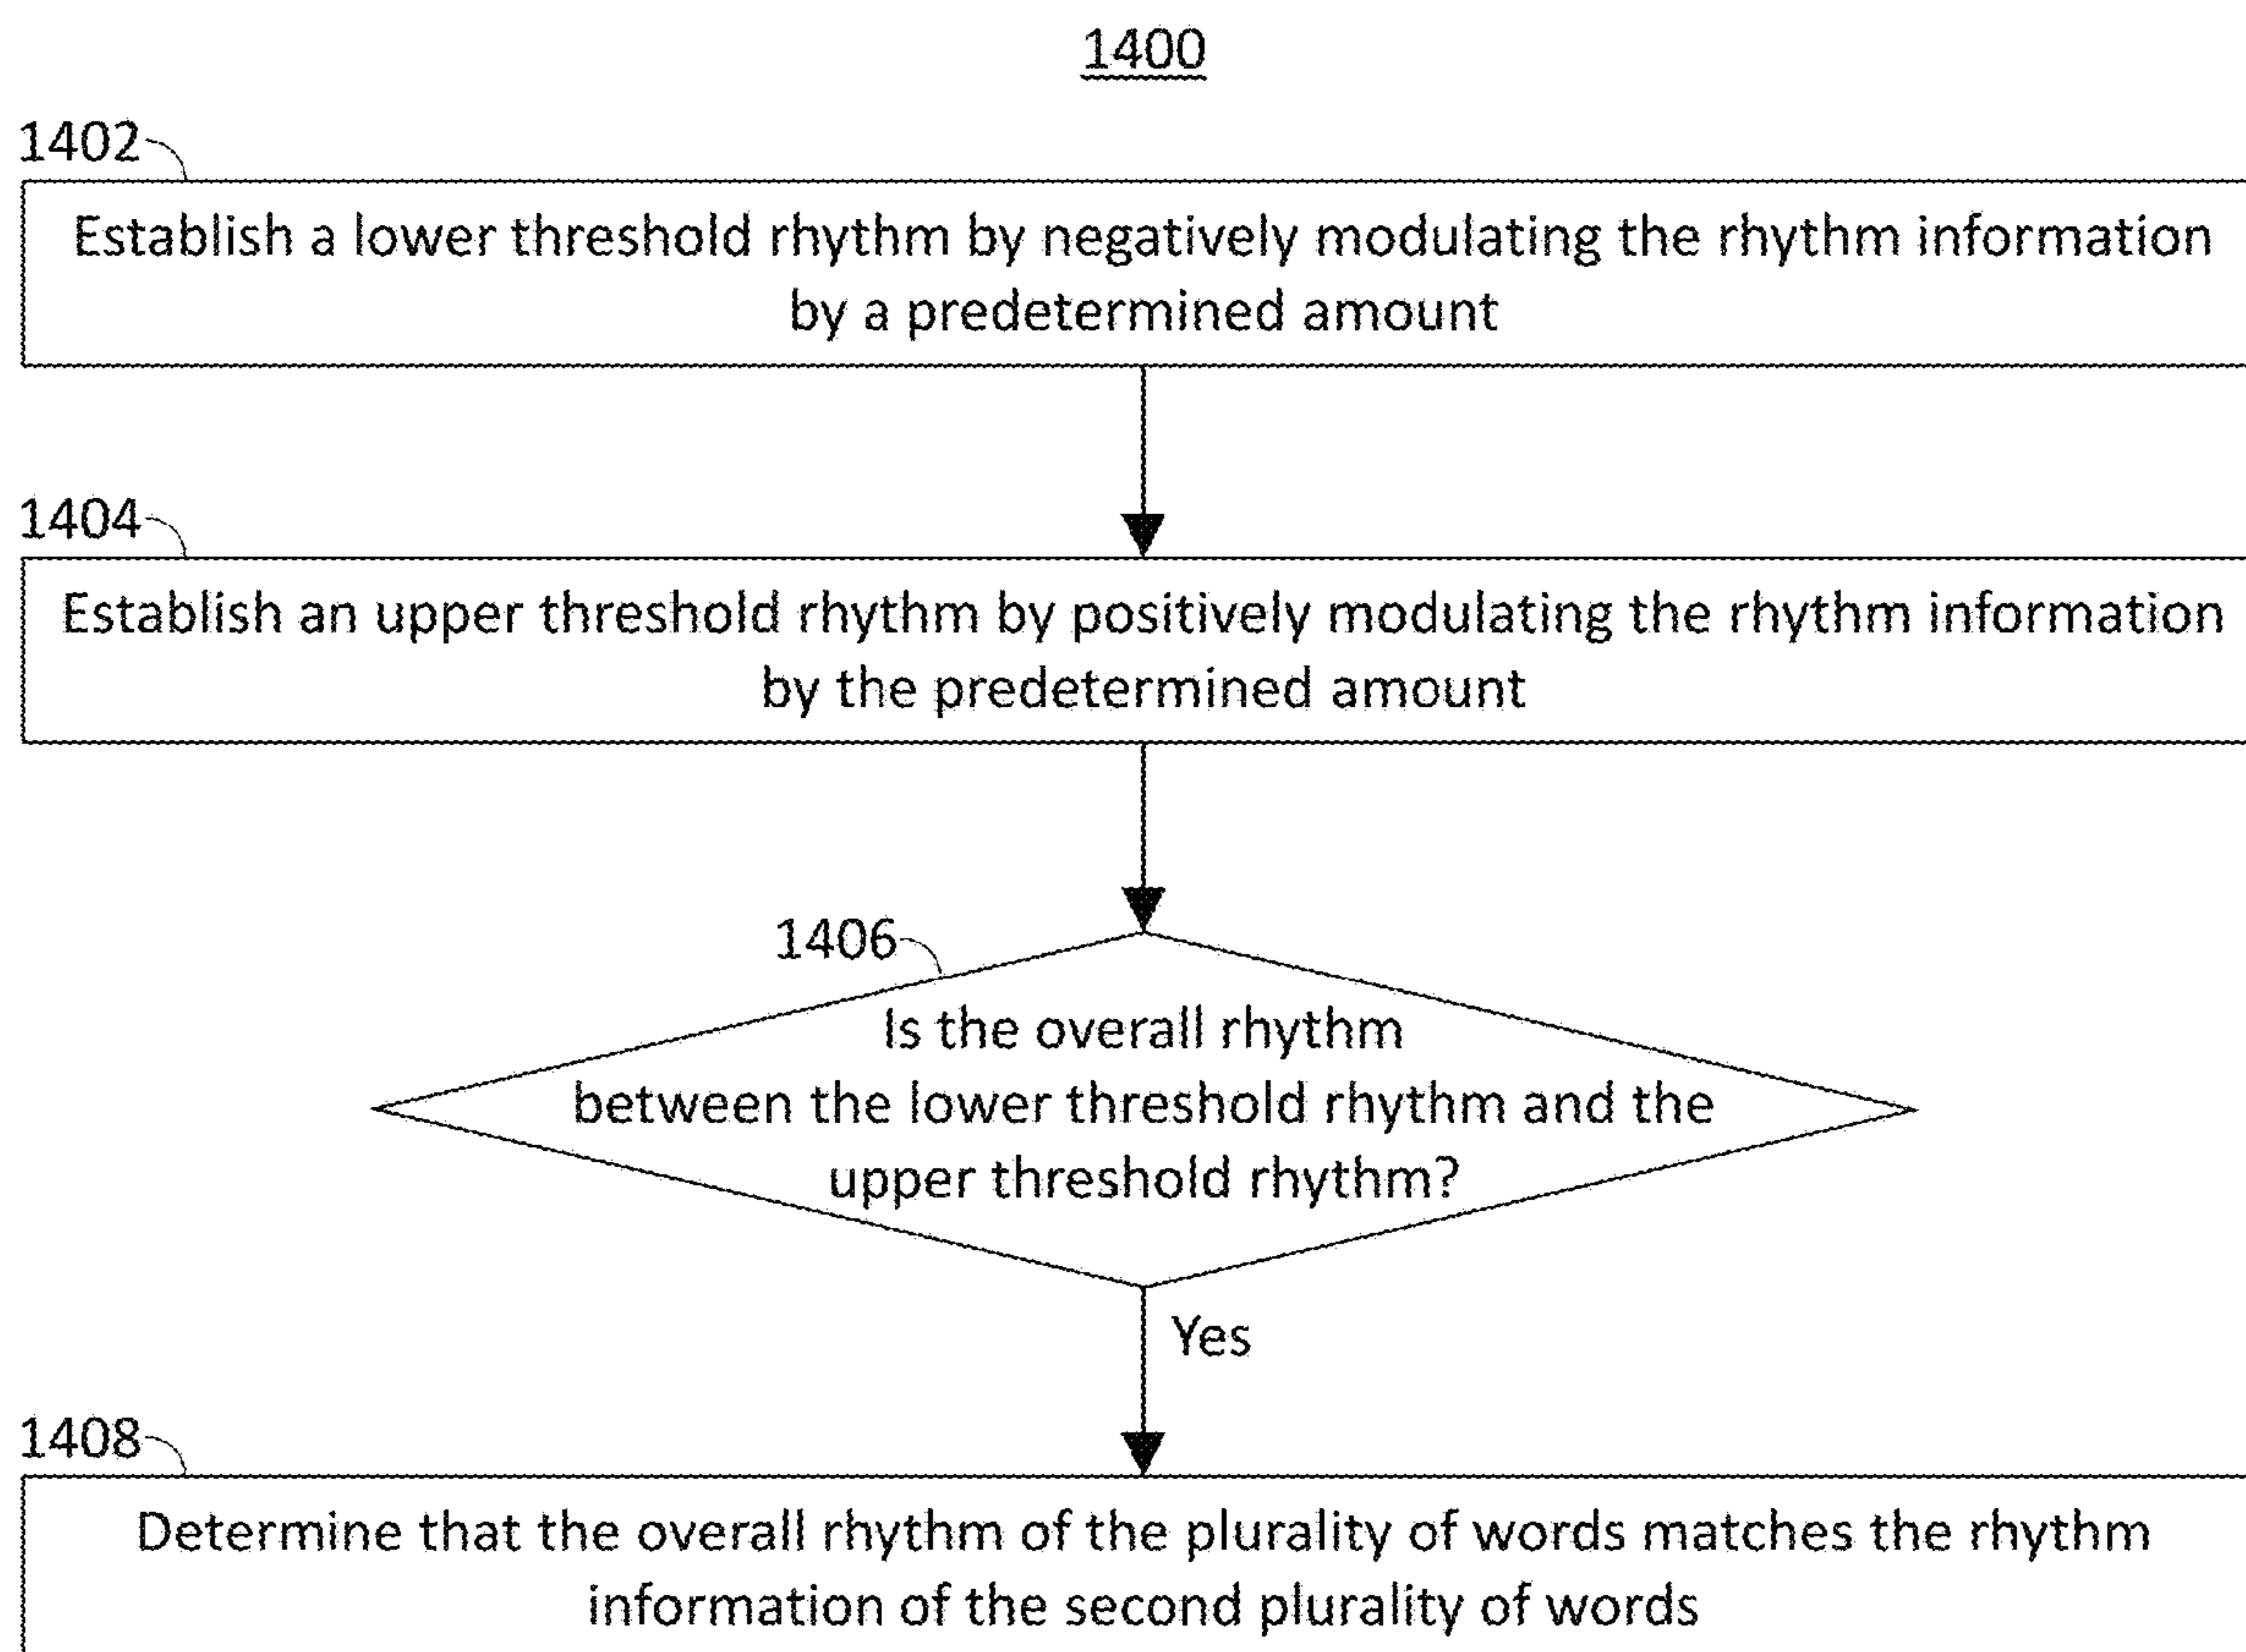 1400
1402
Establish a lower threshold rhythm by negatively modulating the rhythm information
by a predetermined amount
1404
Establish an upper threshold rhythm by positively modulating the rhythm information
by the predetermined amount
1406
Is the overall rhythm
between the lower threshold rhythm and the
upper threshold rhythm?
Yes
1408
Determine that the overall rhythm of the plurality of words matches the rhythm
information of the second plurality of words